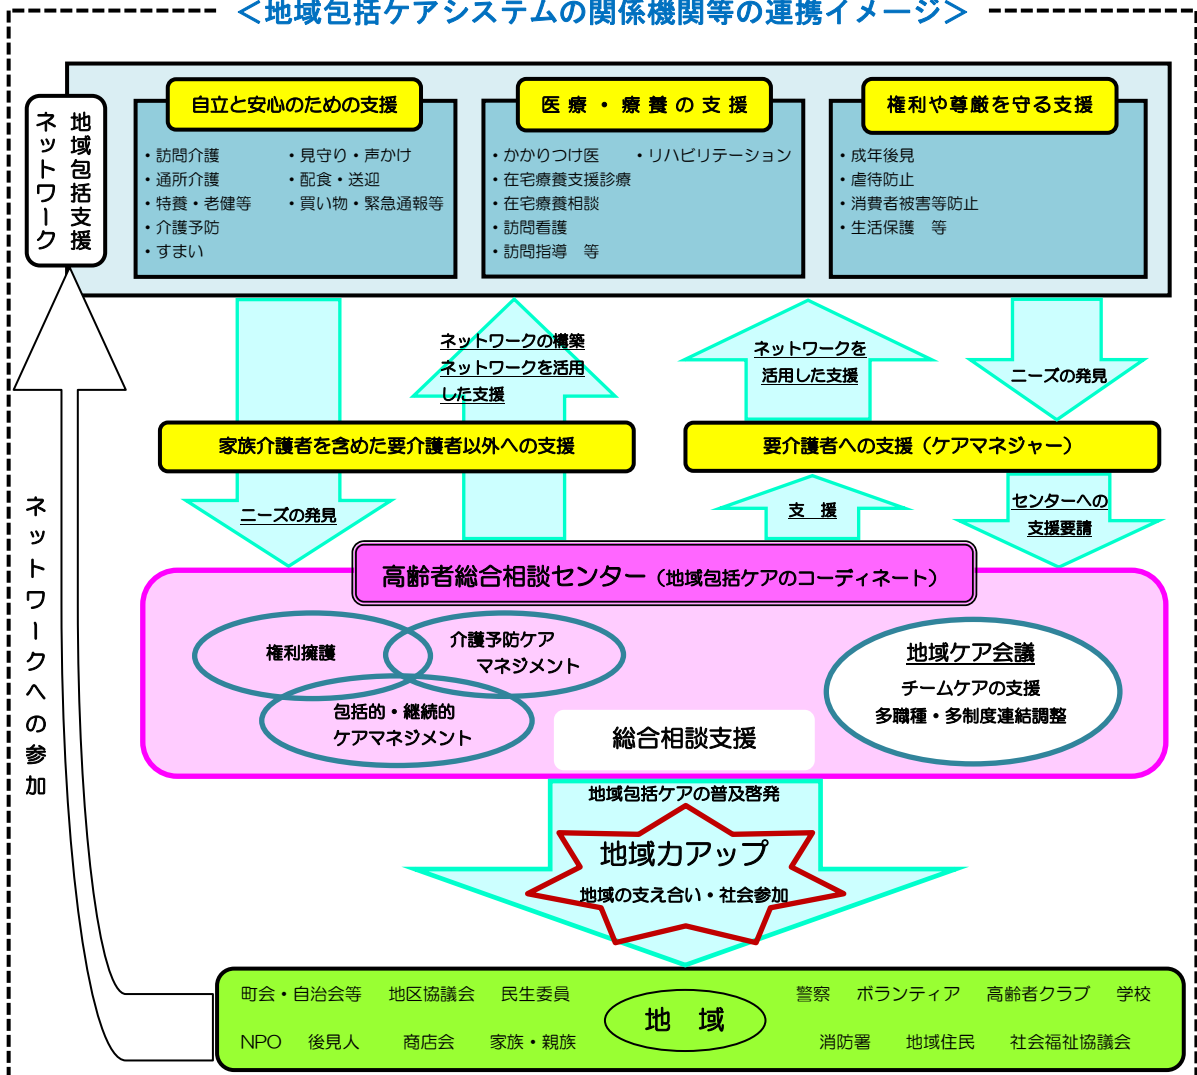 ＜地域包括ケアシステムの関係機関等の連携イメージ＞
地域包括支援
ネットワーク
自立と安心のための支援
・訪問介護
・通所介護
・特養・老健等
・介護予防
・すまい
・見守り・声かけ
・配食・送迎
・買い物・緊急通報等
医療・療養の支援
・かかりつけ医
・在宅療養支援診療
・在宅療養相談
・訪問看護
・訪問指導　等
・リハビリテーション
権利や尊厳を守る支援
・成年後見
・虐待防止
・消費者被害等防止
・生活保護　等
ネットワークの構築
ネットワークを活用
した支援
ネットワークを
活用した支援
ニーズの発見
家族介護者を含めた要介護者以外への支援
要介護者への支援（ケアマネジャー）
ニーズの発見
支　援
センターへの
支援要請
ネットワークへの参加
高齢者総合相談センター（地域包括ケアのコーディネート）
権利擁護
介護予防ケア
マネジメント
包括的・継続的
ケアマネジメント
総合相談支援
地域ケア会議
チームケアの支援
多職種・多制度連結調整
地域包括ケアの普及啓発
地域力アップ
地域の支え合い・社会参加
町会・自治会等　地区協議会　民生委員
NPO　後見人　商店会　家族・親族
地　域
警察　ボランティア　高齢者クラブ　学校
消防署　地域住民　社会福祉協議会